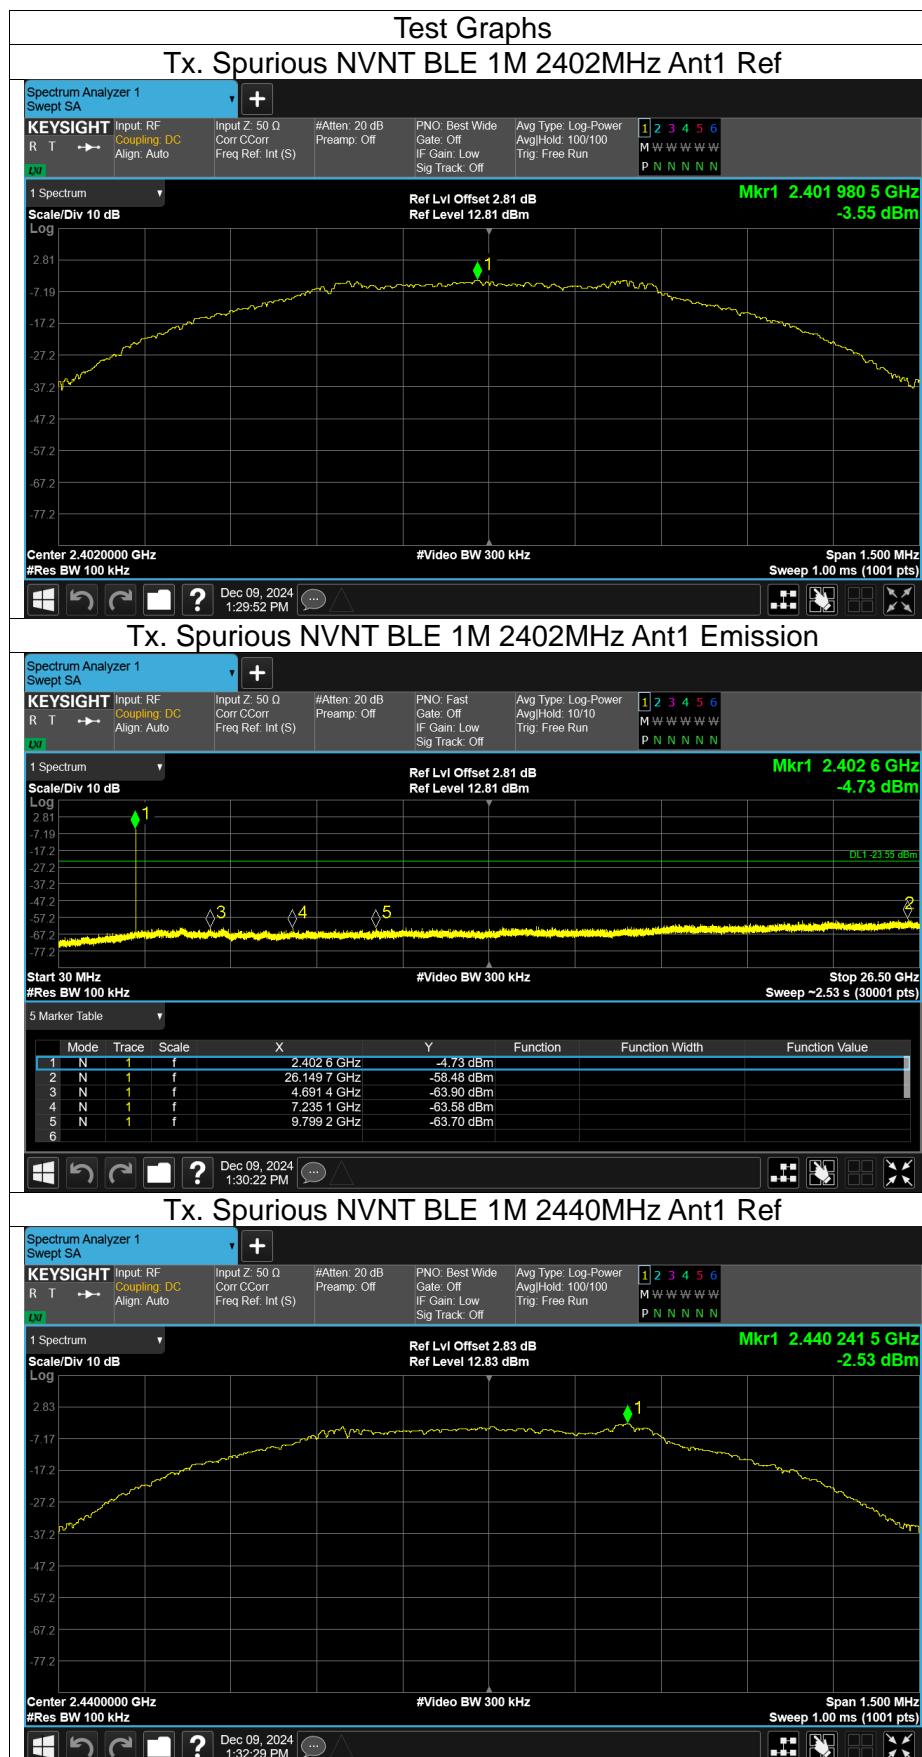 Test Graphs
Tx. Spurious NVNT BLE 1M 2402MHz Ant1 Ref
Spectrum Analyzer 1
Swept SA
KEYSIGHT Input: RF Input Z: 50 Ω #Atten: 20 dB PNO: Best Wide Avg Type: Log-Power 1 2 3 4 5 6
R T Coupling: DC Corr CCorr Preamp: Off Gate: Off Avg|Hold: 100/100 M W W W W W
Align: Auto Freq Ref: Int (S) IF Gain: Low Trig: Free Run
LXI Sig Track: Off P N N N N N
1 Spectrum Ref Lvl Offset 2.81 dB Mkr1 2.401 980 5 GHz
Scale/Div 10 dB Ref Level 12.81 dBm -3.55 dBm
Log
1
2.81
-7.19
-17.2
-27.2
-37.2
-47.2
-57.2
-67.2
-77.2
Center 2.4020000 GHz #Video BW 300 kHz Span 1.500 MHz
#Res BW 100 kHz Sweep 1.00 ms (1001 pts)
? Dec 09, 2024
1:29:52 PM
Tx. Spurious NVNT BLE 1M 2402MHz Ant1 Emission
Spectrum Analyzer 1
Swept SA
KEYSIGHT Input: RF Input Z: 50 Ω #Atten: 20 dB PNO: Fast Avg Type: Log-Power 1 2 3 4 5 6
R T Coupling: DC Corr CCorr Preamp: Off Gate: Off Avg|Hold: 10/10 M W W W W W
Align: Auto Freq Ref: Int (S) IF Gain: Low Trig: Free Run
LXI Sig Track: Off P N N N N N
1 Spectrum Ref Lvl Offset 2.81 dB Mkr1 2.402 6 GHz
Scale/Div 10 dB Ref Level 12.81 dBm -4.73 dBm
Log
1
2.81
-7.19
-17.2
DL1 -23.55 dBm
-27.2
-37.2
-47.2
2
3 4 5
-57.2
-67.2
-77.2
Start 30 MHz #Video BW 300 kHz Stop 26.50 GHz
#Res BW 100 kHz Sweep ~2.53 s (30001 pts)
5 Marker Table
Mode Trace Scale X Y Function Function Width Function Value
1 N 1 f 2.402 6 GHz -4.73 dBm
2 N 1 f 26.149 7 GHz -58.48 dBm
3 N 1 f 4.691 4 GHz -63.90 dBm
4 N 1 f 7.235 1 GHz -63.58 dBm
5 N 1 f 9.799 2 GHz -63.70 dBm
6
? Dec 09, 2024
1:30:22 PM
Tx. Spurious NVNT BLE 1M 2440MHz Ant1 Ref
Spectrum Analyzer 1
Swept SA
KEYSIGHT Input: RF Input Z: 50 Ω #Atten: 20 dB PNO: Best Wide Avg Type: Log-Power 1 2 3 4 5 6
R T Coupling: DC Corr CCorr Preamp: Off Gate: Off Avg|Hold: 100/100 M W W W W W
Align: Auto Freq Ref: Int (S) IF Gain: Low Trig: Free Run
LXI Sig Track: Off P N N N N N
1 Spectrum Ref Lvl Offset 2.83 dB Mkr1 2.440 241 5 GHz
Scale/Div 10 dB Ref Level 12.83 dBm -2.53 dBm
Log
1
2.83
-7.17
-17.2
-27.2
-37.2
-47.2
-57.2
-67.2
-77.2
Center 2.4400000 GHz #Video BW 300 kHz Span 1.500 MHz
#Res BW 100 kHz Sweep 1.00 ms (1001 pts)
? Dec 09, 2024
1:32:29 PM